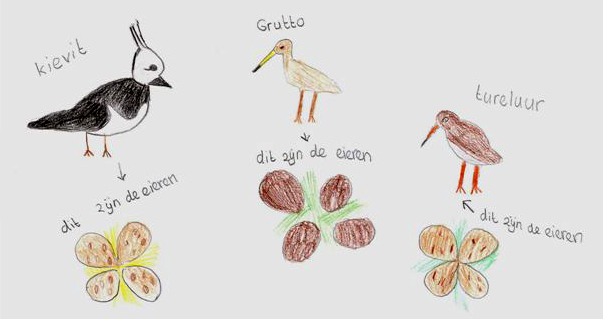 kievit
dit zijn de eieren
Grutto
dit zijn de eieren
tureluur
dit zijn de eieren